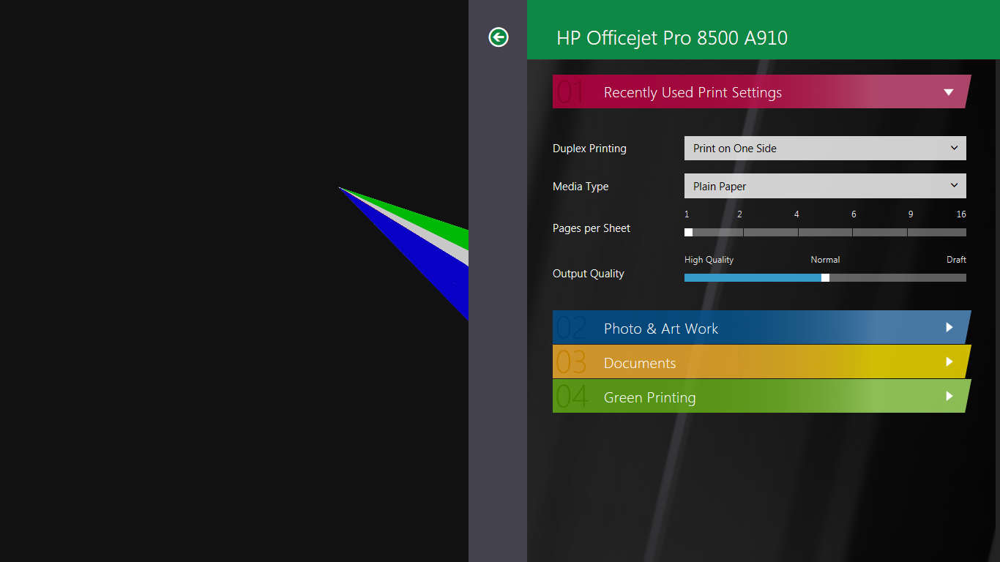 HP Officejet Pro 8500 A910
01 Recently Used Print Settings
Duplex Printing Print on One Side
Media Type Plain Paper
1 2 4 6 9 16
Pages per Sheet
High Quality Normal Draft
Output Quality
02 Photo & Art Work
03 Documents
04 Green Printing